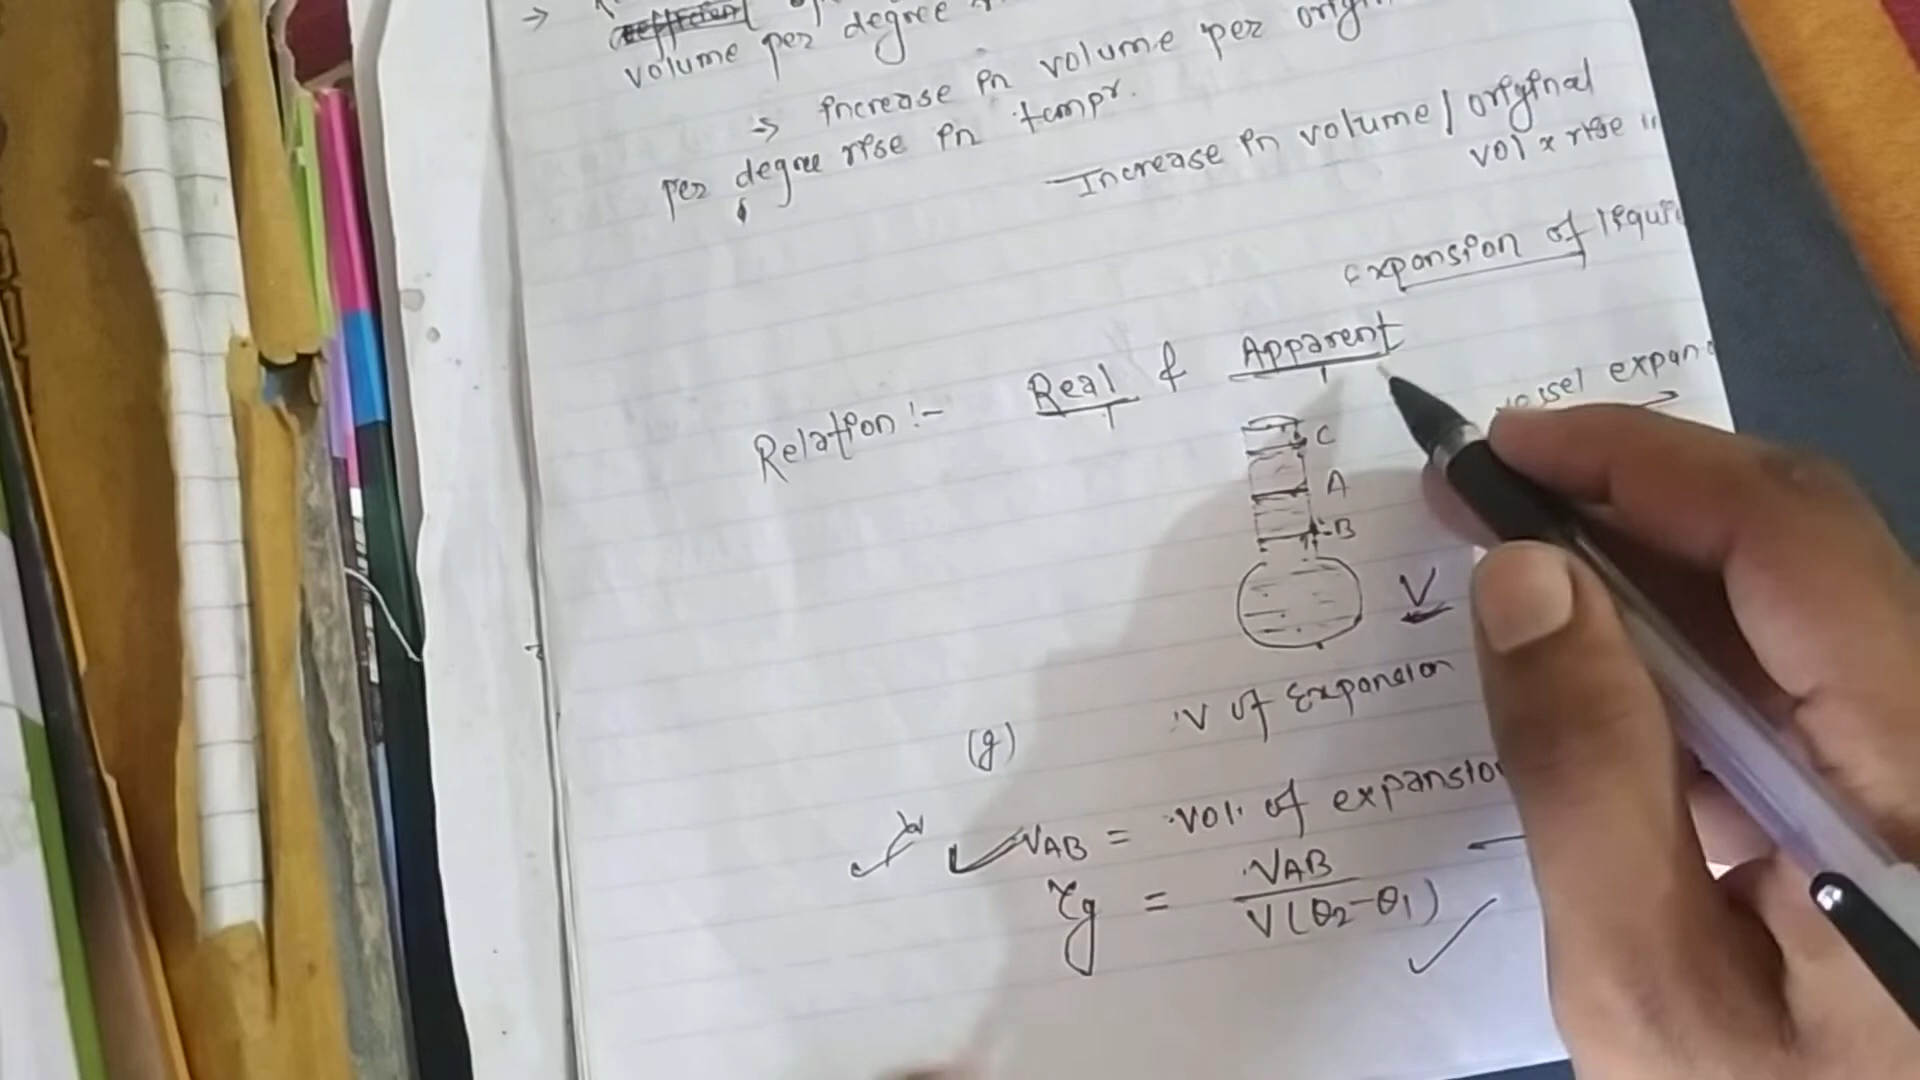 →
volume per degree
⇒ increase in volume per
per degree rise in tempr.
Increase in volume / original
vol x rise
expansion of
Relation :- Real & Apparent
vessel
C
A
B
V
V of Expansion
(g)
VAB = vol. of expansion
γg = VAB / V(θ2-θ1)